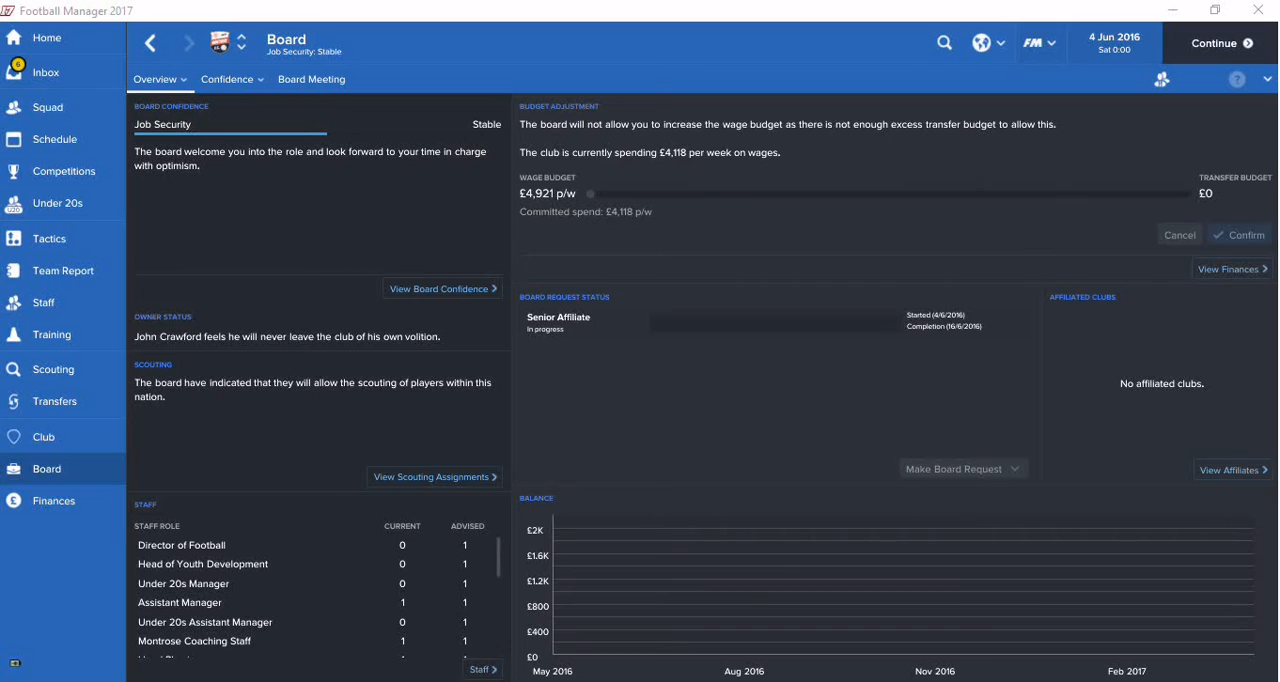 Football Manager 2017
Home
6
Inbox
Squad
Schedule
Competitions
U20
Under 20s
Tactics
Team Report
Staff
Training
Scouting
Transfers
Club
Board
£ Finances
Board
Job Security: Stable
FM
4 Jun 2016
Sat 0:00
Continue
Overview
Confidence
Board Meeting
?
BOARD CONFIDENCE
Job Security Stable
The board welcome you into the role and look forward to your time in charge
with optimism.
View Board Confidence
OWNER STATUS
John Crawford feels he will never leave the club of his own volition.
SCOUTING
The board have indicated that they will allow the scouting of players within this
nation.
View Scouting Assignments
STAFF
STAFF ROLE CURRENT ADVISED
Director of Football 0 1
Head of Youth Development 0 1
Under 20s Manager 0 1
Assistant Manager 1 1
Under 20s Assistant Manager 0 1
Montrose Coaching Staff 1 1
Staff
BUDGET ADJUSTMENT
The board will not allow you to increase the wage budget as there is not enough excess transfer budget to allow this.
The club is currently spending £4,118 per week on wages.
WAGE BUDGET TRANSFER BUDGET
£4,921 p/w £0
Committed spend: £4,118 p/w
Cancel Confirm
View Finances
BOARD REQUEST STATUS
Senior Affiliate
In progress
Started (4/6/2016)
Completion (16/6/2016)
Make Board Request
AFFILIATED CLUBS
No affiliated clubs.
View Affiliates
BALANCE
£2K
£1.6K
£1.2K
£800
£400
£0
May 2016 Aug 2016 Nov 2016 Feb 2017